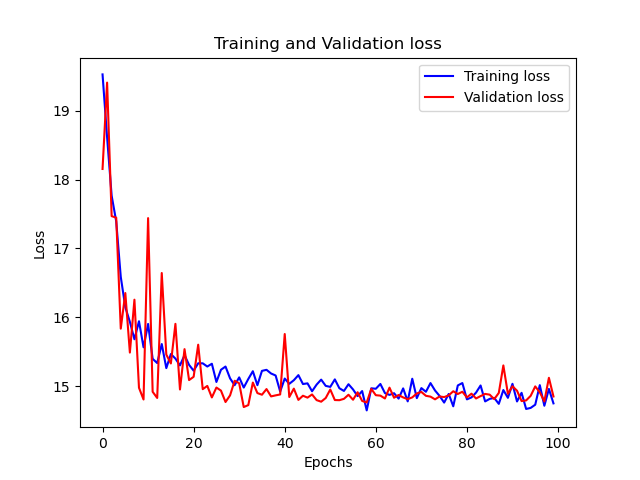 Training and Validation loss
Training loss
Validation loss
19
18
17
16
15
Loss
0
20
40
60
80
100
Epochs